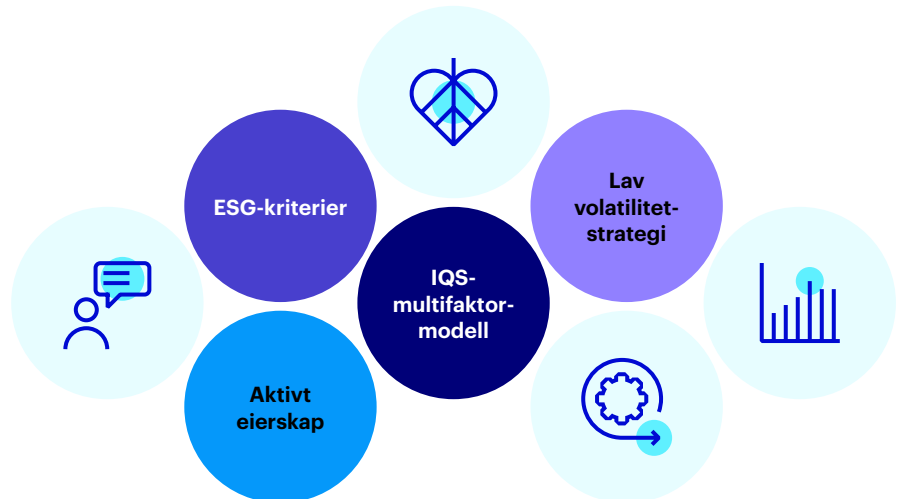 ESG-kriterier
Lav
volatilitet-
strategi
IQS-
multifaktor-
modell
Aktivt
eierskap